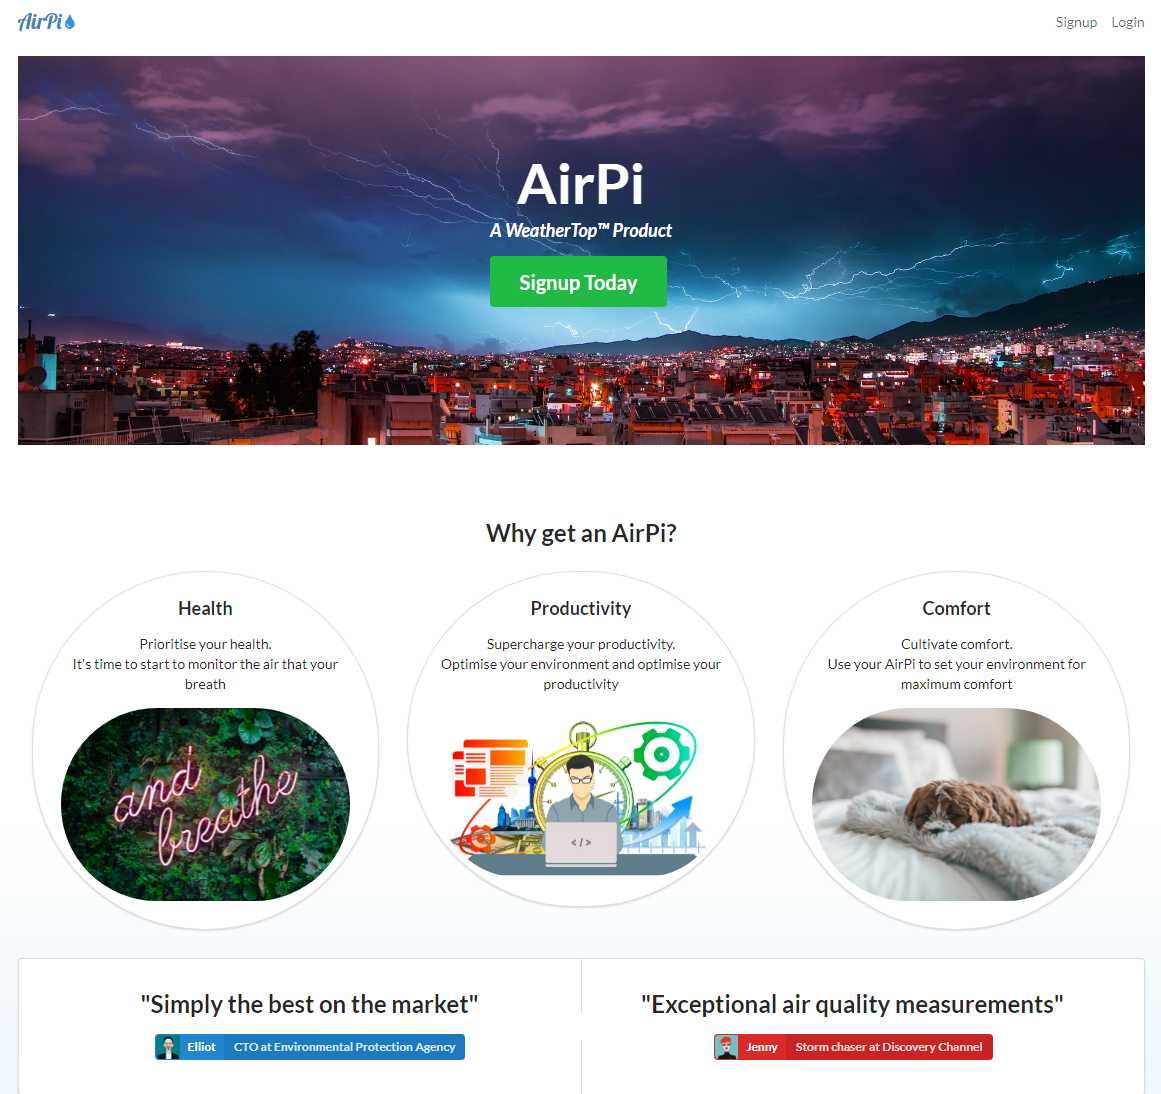 AirPi
Signup Login
AirPi
A WeatherTop™ Product
Signup Today
Why get an AirPi?
Health
Prioritise your health.
It's time to start to monitor the air that your
breath
and
breathe
Productivity
Supercharge your productivity.
Optimise your environment and optimise your
productivity
</>
Comfort
Cultivate comfort.
Use your AirPi to set your environment for
maximum comfort
"Simply the best on the market"
Elliot CTO at Environmental Protection Agency
"Exceptional air quality measurements"
Jenny Storm chaser at Discovery Channel